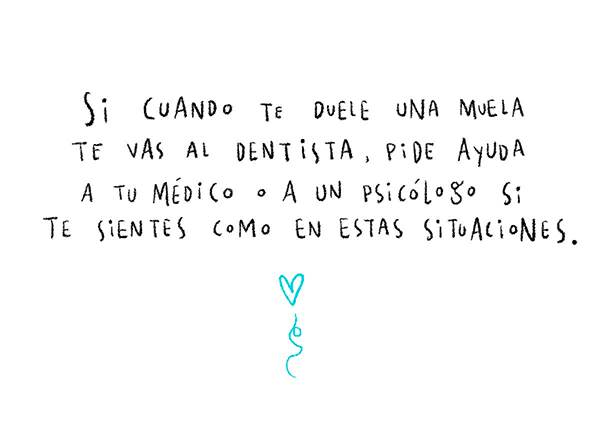 Si CUANDO TE DUELE UNA MUELA
TE VAS AL DENTiSTA, PiDE AYUDA
A TU MÉDiCO o A UN PSiCÓLOGO Si
TE SiENTES COMO EN ESTAS SiTUACiONES.